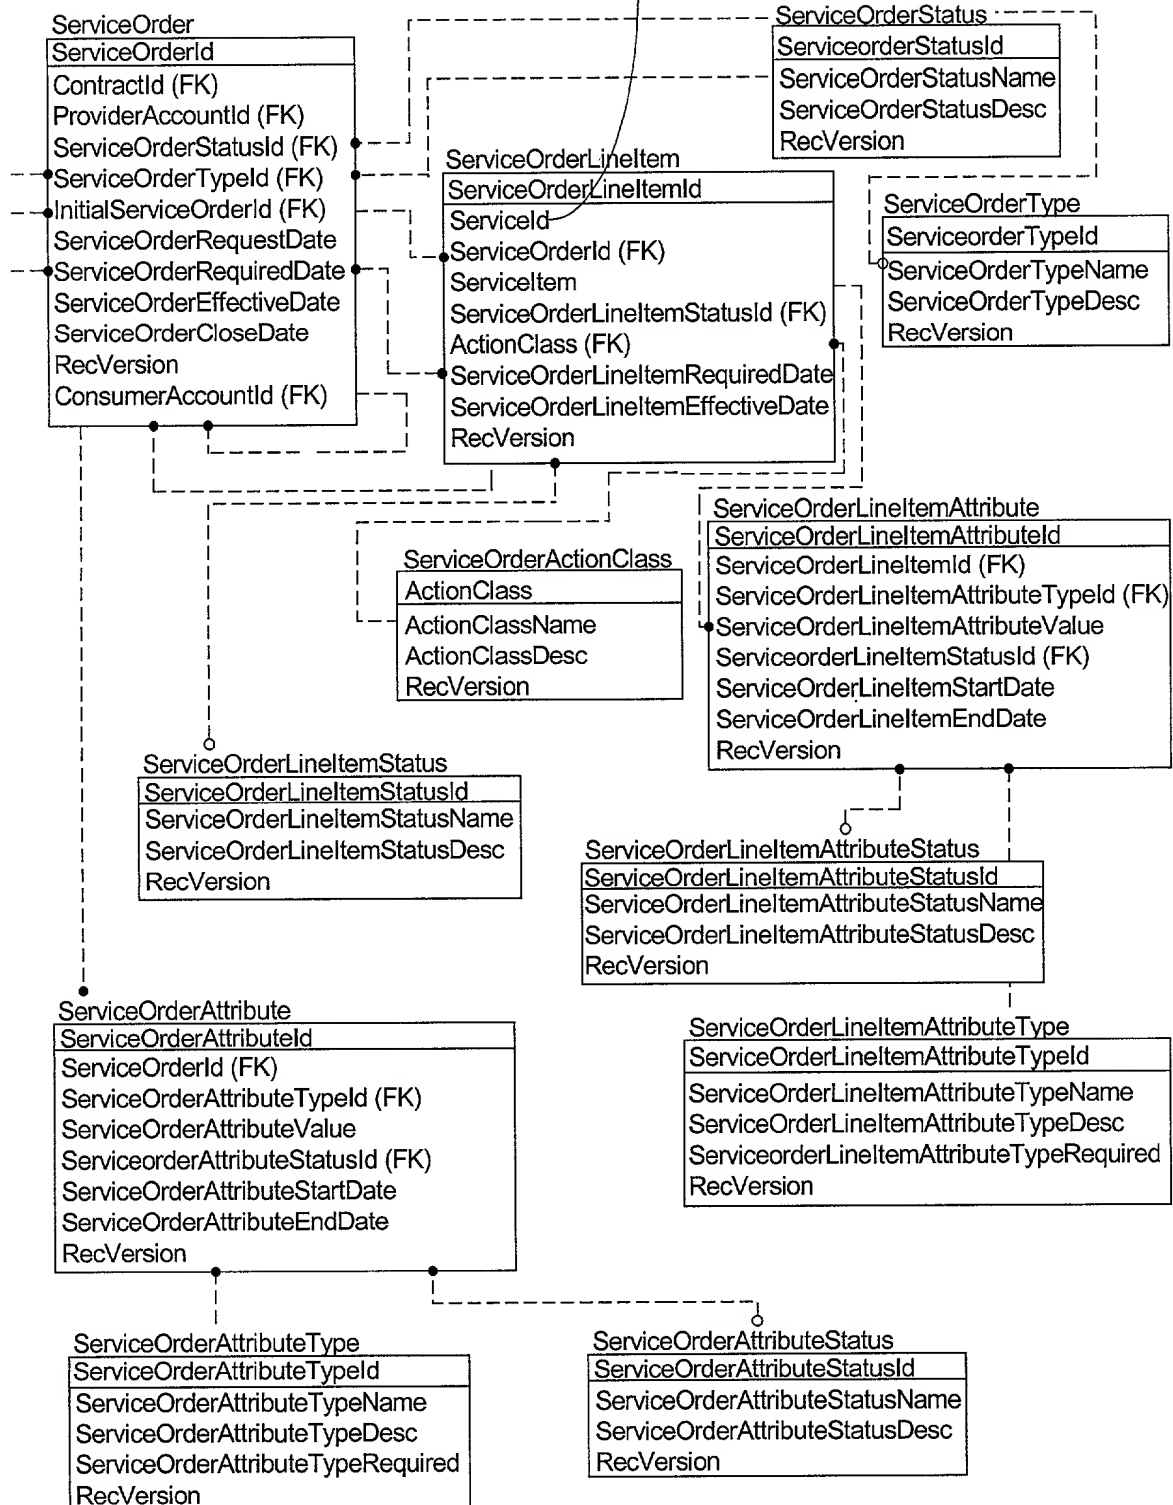 ServiceOrder
ServiceOrderId
ContractId (FK)
ProviderAccountId (FK)
ServiceOrderStatusId (FK)
ServiceOrderTypeId (FK)
InitialServiceOrderId (FK)
ServiceOrderRequestDate
ServiceOrderRequiredDate
ServiceOrderEffectiveDate
ServiceOrderCloseDate
RecVersion
ConsumerAccountId (FK)
ServiceOrderStatus
ServiceorderStatusId
ServiceOrderStatusName
ServiceOrderStatusDesc
RecVersion
ServiceOrderLineItem
ServiceOrderLineItemId
ServiceId
ServiceOrderId (FK)
ServiceItem
ServiceOrderLineItemStatusId (FK)
ActionClass (FK)
ServiceOrderLineItemRequiredDate
ServiceOrderLineItemEffectiveDate
RecVersion
ServiceOrderType
ServiceorderTypeId
ServiceOrderTypeName
ServiceOrderTypeDesc
RecVersion
ServiceOrderActionClass
ActionClass
ActionClassName
ActionClassDesc
RecVersion
ServiceOrderLineItemAttribute
ServiceOrderLineItemAttributeId
ServiceOrderLineItemId (FK)
ServiceOrderLineItemAttributeTypeId (FK)
ServiceOrderLineItemAttributeValue
ServiceorderLineItemStatusId (FK)
ServiceOrderLineItemStartDate
ServiceOrderLineItemEndDate
RecVersion
ServiceOrderLineItemStatus
ServiceOrderLineItemStatusId
ServiceOrderLineItemStatusName
ServiceOrderLineItemStatusDesc
RecVersion
ServiceOrderLineItemAttributeStatus
ServiceOrderLineItemAttributeStatusId
ServiceOrderLineItemAttributeStatusName
ServiceOrderLineItemAttributeStatusDesc
RecVersion
ServiceOrderAttribute
ServiceOrderAttributeId
ServiceOrderId (FK)
ServiceOrderAttributeTypeId (FK)
ServiceOrderAttributeValue
ServiceorderAttributeStatusId (FK)
ServiceOrderAttributeStartDate
ServiceOrderAttributeEndDate
RecVersion
ServiceOrderLineItemAttributeType
ServiceOrderLineItemAttributeTypeId
ServiceOrderLineItemAttributeTypeName
ServiceOrderLineItemAttributeTypeDesc
ServiceorderLineItemAttributeTypeRequired
RecVersion
ServiceOrderAttributeType
ServiceOrderAttributeTypeId
ServiceOrderAttributeTypeName
ServiceOrderAttributeTypeDesc
ServiceOrderAttributeTypeRequired
RecVersion
ServiceOrderAttributeStatus
ServiceOrderAttributeStatusId
ServiceOrderAttributeStatusName
ServiceOrderAttributeStatusDesc
RecVersion